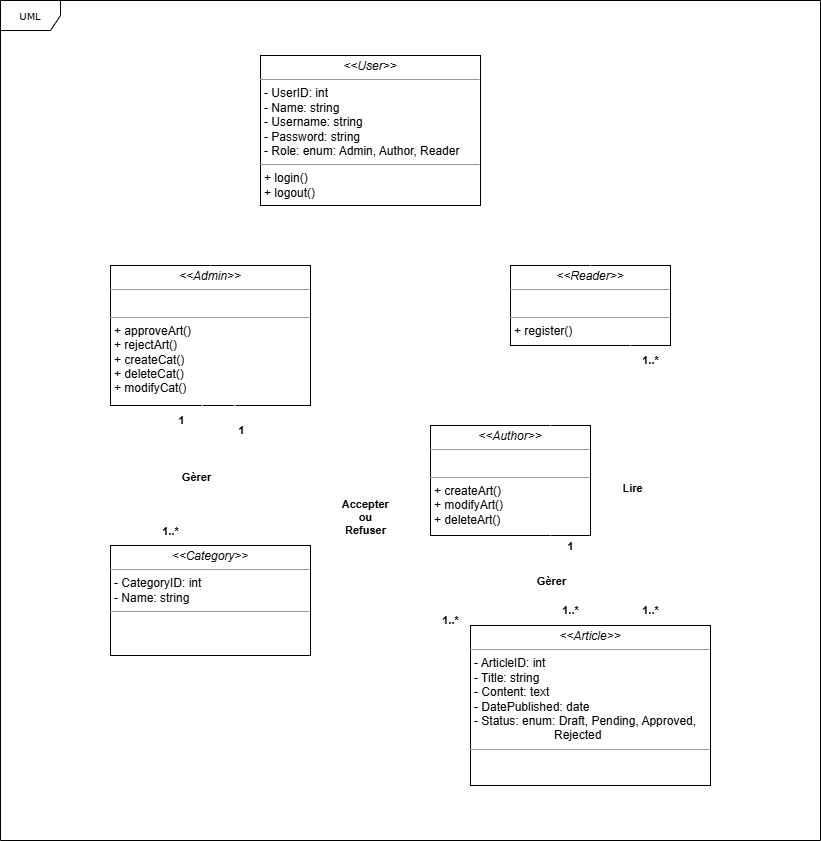 UML
<<User>>
- UserID: int
- Name: string
- Username: string
- Password: string
- Role: enum: Admin, Author, Reader
+ login()
+ logout()
<<Admin>>
+ approveArt()
+ rejectArt()
+ createCat()
+ deleteCat()
+ modifyCat()
<<Reader>>
+ register()
1..*
1
1
<<Author>>
+ createArt()
+ modifyArt()
+ deleteArt()
Gèrer
Accepter
ou
Refuser
Lire
1..*
1
<<Category>>
- CategoryID: int
- Name: string
Gèrer
1..*
1..*
1..*
<<Article>>
- ArticleID: int
- Title: string
- Content: text
- DatePublished: date
- Status: enum: Draft, Pending, Approved,
Rejected